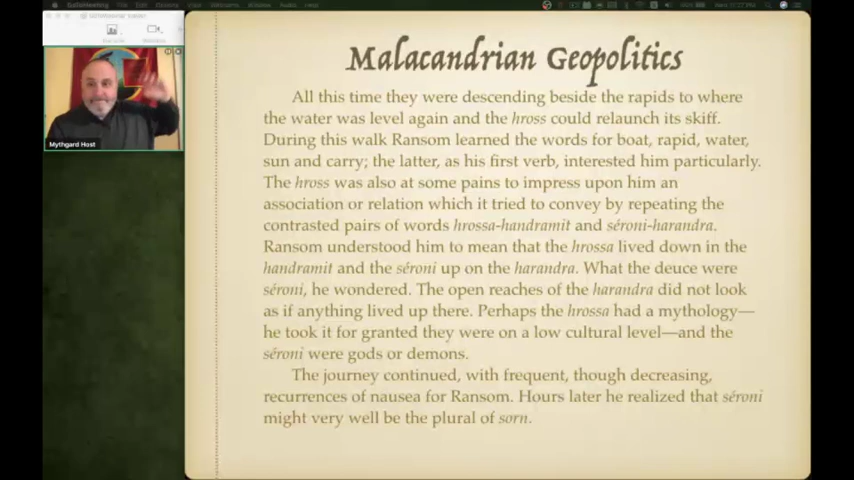 Malacandrian Geopolitics
All this time they were descending beside the rapids to where
the water was level again and the hross could relaunch its skiff.
During this walk Ransom learned the words for boat, rapid, water,
sun and carry; the latter, as his first verb, interested him particularly.
The hross was also at some pains to impress upon him an
association or relation which it tried to convey by repeating the
contrasted pairs of words hrossa-handramit and séroni-harandra.
Ransom understood him to mean that the hrossa lived down in the
handramit and the séroni up on the harandra. What the deuce were
séroni, he wondered. The open reaches of the harandra did not look
as if anything lived up there. Perhaps the hrossa had a mythology—
he took it for granted they were on a low cultural level—and the
séroni were gods or demons.
The journey continued, with frequent, though decreasing,
recurrences of nausea for Ransom. Hours later he realized that séroni
might very well be the plural of sorn.
Mythgard Host